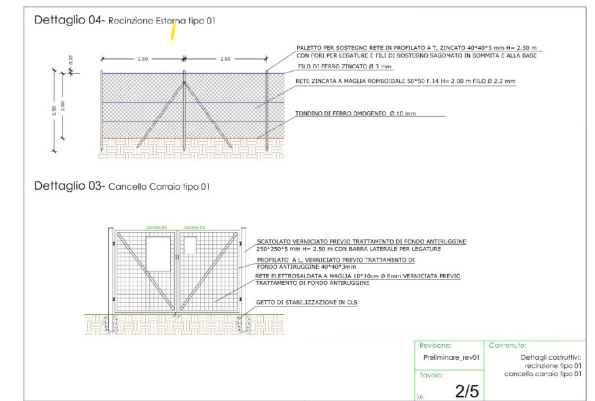 Dettaglio 04- Recinzione Esterna tipo 01
PALETTO PER SOSTEGNO RETE IN PROFILATO A T, ZINCATO 40*40*5 mm H= 2.50 m
CON FORI PER LEGATURE E FILI DI SOSTEGNO SAGOMATO IN SOMMITA E ALLA BASE
FILO DI FERRO ZINCATO Ø 3 mm
RETE ZINCATA A MAGLIA ROMBOIDALE 50*50 F.14 H= 2.00 m FILO Ø 2.2 mm
TONDINO DI FERRO OMOGENEO Ø 10 mm
2.50
2.50
0.10
2.50
2.00
Dettaglio 03- Cancello Carraio tipo 01
SCATOLATO VERNICIATO PREVIO TRATTAMENTO DI FONDO ANTIRUGGINE
250*250*5 mm H= 2.50 m CON BARRA LATERALE PER LEGATURE
PROFILATO A L, VERNICIATO PREVIO TRATTAMENTO DI
FONDO ANTIRUGGINE 40*40*3mm
RETE ELETTROSALDATA A MAGLIA 10*10cm Ø 6mm VERNICIATA PREVIO
TRATTAMENTO DI FONDO ANTIRUGGINE
GETTO DI STABILIZZAZIONE IN CLS
Revisione:
Preliminare_rev01
Contenuto:
Dettagli costruttivi:
recinzione tipo 01
cancello carraio tipo 01
Tavola:
2/5